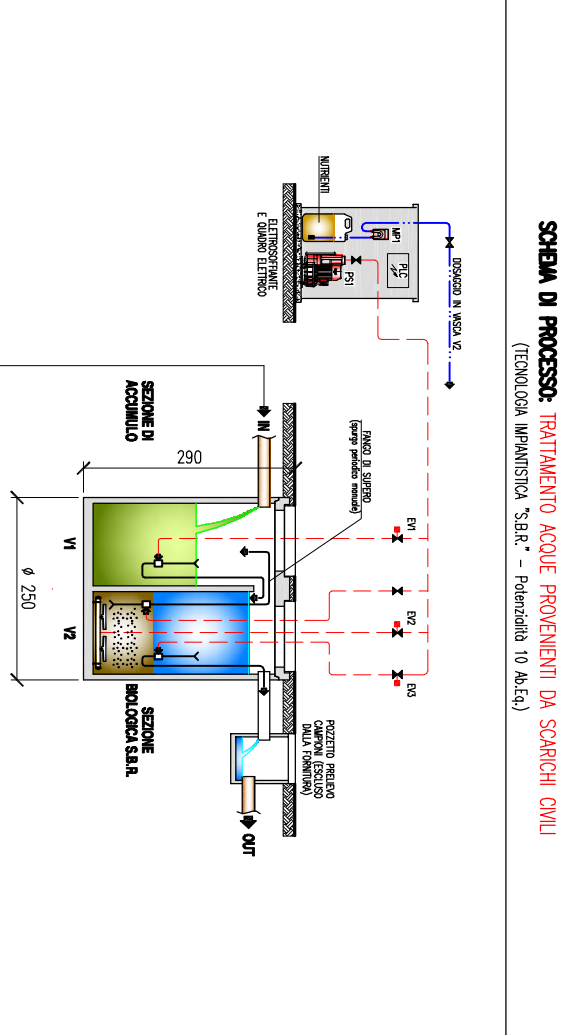 SCHEMA DI PROCESSO: TRATTAMENTO ACQUE PROVENIENTI DA SCARICHI CIVILI
(TECNOLOGIA IMPIANTISTICA "S.B.R." - Potenzialità 10 Ab.Eq.)
DOSAGGIO IN VASCA V2
PLC
MP1
PS1
NUTRIENTI
ELETTROSOFFIANTE
E QUADRO ELETTRICO
EV1
EV2
EV3
FANGO DI SUPERO
(spurgo periodico manuale)
IN
SEZIONE DI
ACCUMULO
290
V1
V2
ø 250
SEZIONE
BIOLOGICA S.B.R.
POZZETTO PRELIEVO
CAMPIONI (ESCLUSO
DALLA FORNITURA)
OUT